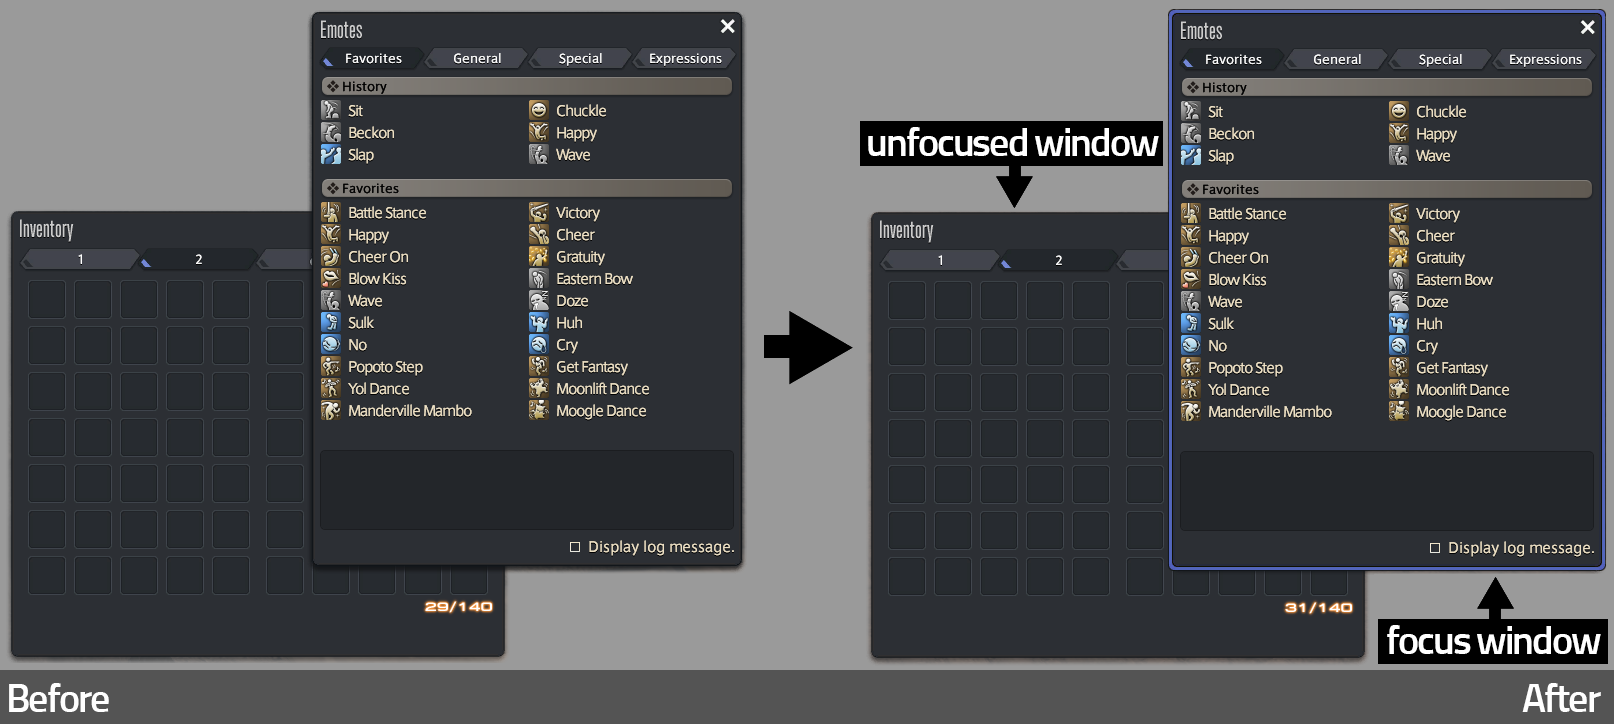 Emotes
Favorites General Special Expressions
History
Sit Chuckle
Beckon Happy
Slap Wave
Favorites
Battle Stance Victory
Happy Cheer
Cheer On Gratuity
Blow Kiss Eastern Bow
Wave Doze
Sulk Huh
No Cry
Popoto Step Get Fantasy
Yol Dance Moonlift Dance
Manderville Mambo Moogle Dance
Display log message.
Inventory
1 2
29/140
Before
unfocused window
Emotes
Favorites General Special Expressions
History
Sit Chuckle
Beckon Happy
Slap Wave
Favorites
Battle Stance Victory
Happy Cheer
Cheer On Gratuity
Blow Kiss Eastern Bow
Wave Doze
Sulk Huh
No Cry
Popoto Step Get Fantasy
Yol Dance Moonlift Dance
Manderville Mambo Moogle Dance
Display log message.
Inventory
1 2
31/140
focus window
After